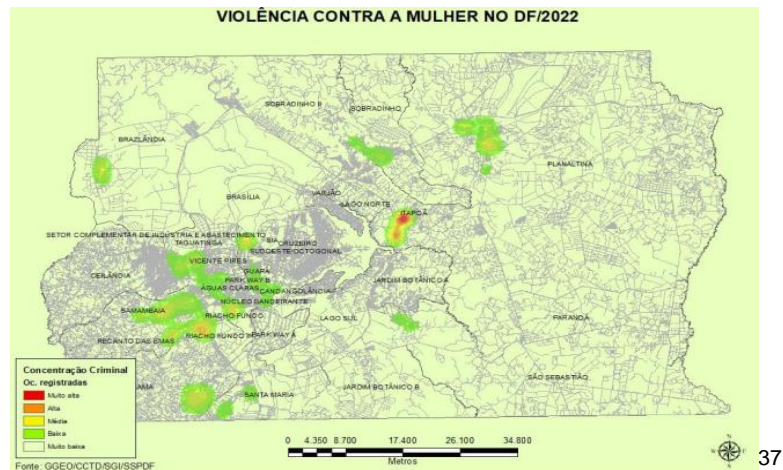 VIOLÊNCIA CONTRA A MULHER NO DF/2022
SOBRADINHO II
SOBRADINHO
BRAZLÂNDIA
PLANALTINA
BRASÍLIA
VARJÃO
LAGO NORTE
ITAPOÃ
SETOR COMPLEMENTAR DE INDÚSTRIA E ABASTECIMENTO
TAGUATINGA
SIA
CRUZEIRO
SUDOESTE/OCTOGONAL
VICENTE PIRES
CEILÂNDIA
GUARÁ
PARK WAY B
JARDIM BOTÂNICO A
ÁGUAS CLARAS
CANDANGOLÂNDIA
NÚCLEO BANDEIRANTE
SAMAMBAIA
RIACHO FUNDO
LAGO SUL
PARANOÁ
RECANTO DAS EMAS
RIACHO FUNDO II
PARK WAY A
SÃO SEBASTIÃO
AMA
SANTA MARIA
JARDIM BOTÂNICO B
Concentração Criminal
Oc. registradas
Muito alta
Alta
Média
Baixa
Muito baixa
0 4.350 8.700 17.400 26.100 34.800
Metros
Fonte: GGEO/CCTD/SGI/SSPDF
37